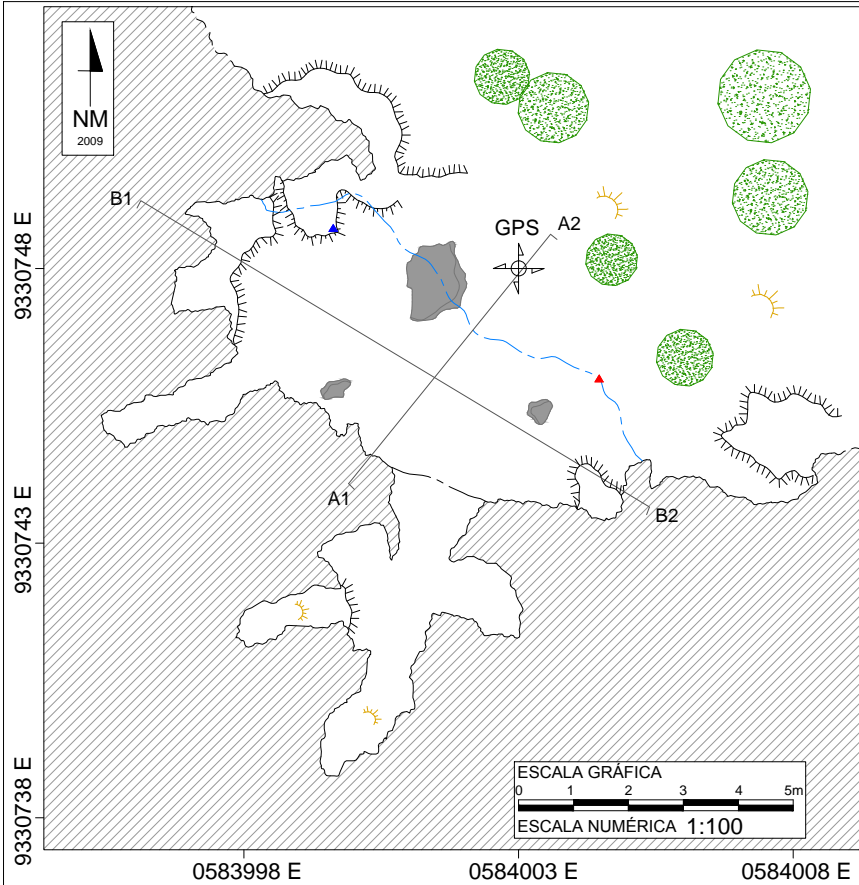 NM
2009
B1
A2
GPS
A1
B2
9330748 E
9330743 E
9330738 E
ESCALA GRÁFICA
0 1 2 3 4 5m
ESCALA NUMÉRICA 1:100
0583998 E 0584003 E 0584008 E